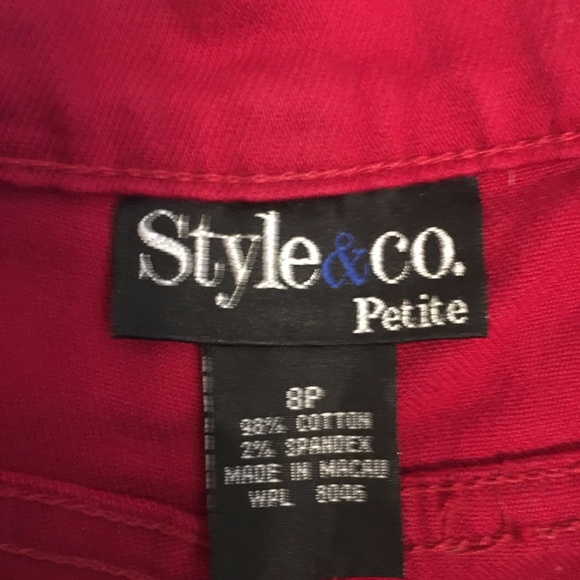 Style&co.
Petite
8P
98% COTTON
2% SPANDEX
MADE IN MACAU
WPL 8046